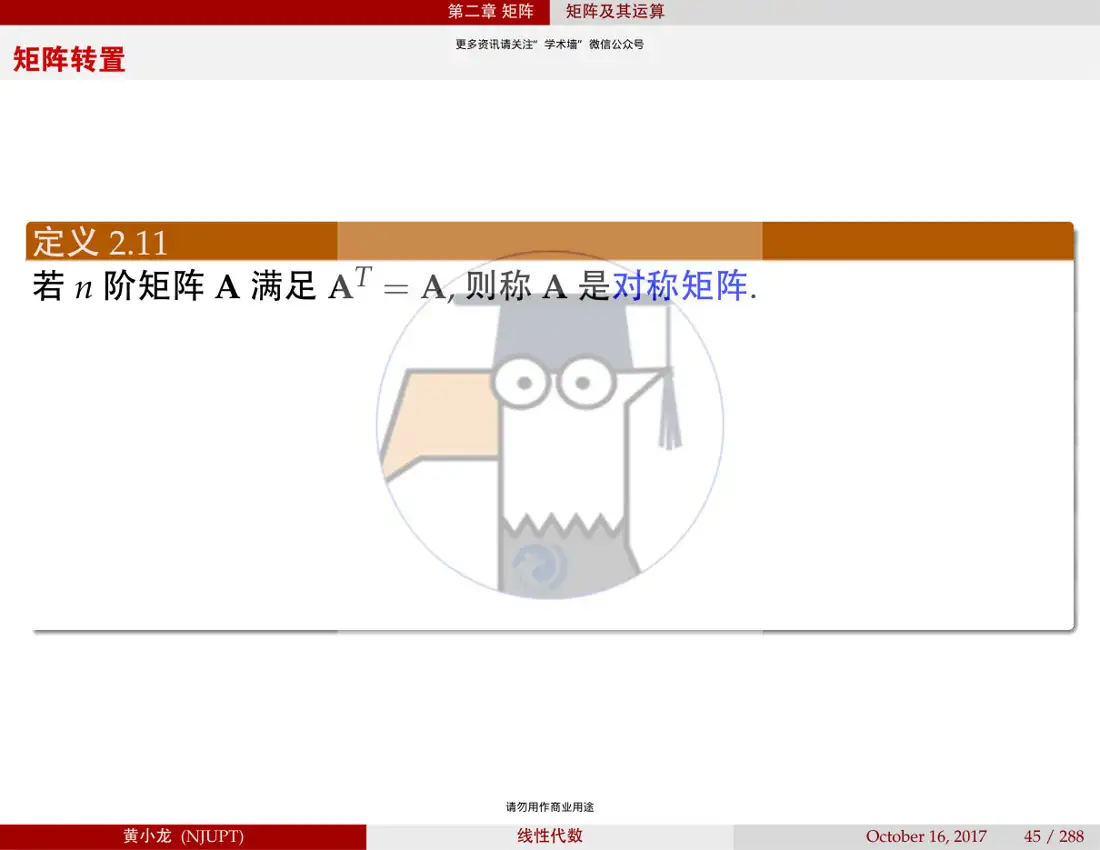 第二章 矩阵 矩阵及其运算
更多资讯请关注“学术墙”微信公众号
矩阵转置
定义 2.11
若 n 阶矩阵 A 满足 A^T = A, 则称 A 是对称矩阵.
请勿用作商业用途
黄小龙 (NJUPT) 线性代数 October 16, 2017 45 / 288